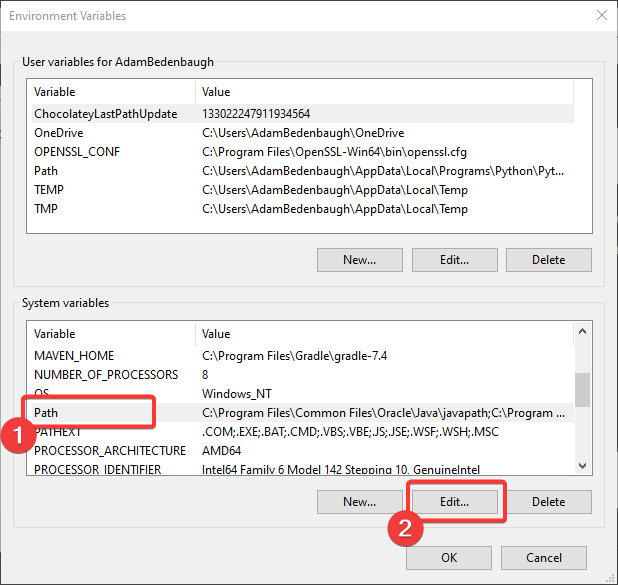 Environment Variables
User variables for AdamBedenbaugh
Variable Value
ChocolateyLastPathUpdate 133022247911934564
OneDrive C:\Users\AdamBedenbaugh\OneDrive
OPENSSL_CONF C:\Program Files\OpenSSL-Win64\bin\openssl.cfg
Path C:\Users\AdamBedenbaugh\AppData\Local\Programs\Python\Pyt...
TEMP C:\Users\AdamBedenbaugh\AppData\Local\Temp
TMP C:\Users\AdamBedenbaugh\AppData\Local\Temp
New... Edit... Delete
System variables
Variable Value
MAVEN_HOME C:\Program Files\Gradle\gradle-7.4
NUMBER_OF_PROCESSORS 8
OS Windows_NT
Path C:\Program Files\Common Files\Oracle\Java\javapath;C:\Program ...
1
PATHEXT .COM;.EXE;.BAT;.CMD;.VBS;.VBE;.JS;.JSE;.WSF;.WSH;.MSC
PROCESSOR_ARCHITECTURE AMD64
PROCESSOR_IDENTIFIER Intel64 Family 6 Model 142 Stepping 10, GenuineIntel
New... Edit... Delete
2
OK Cancel